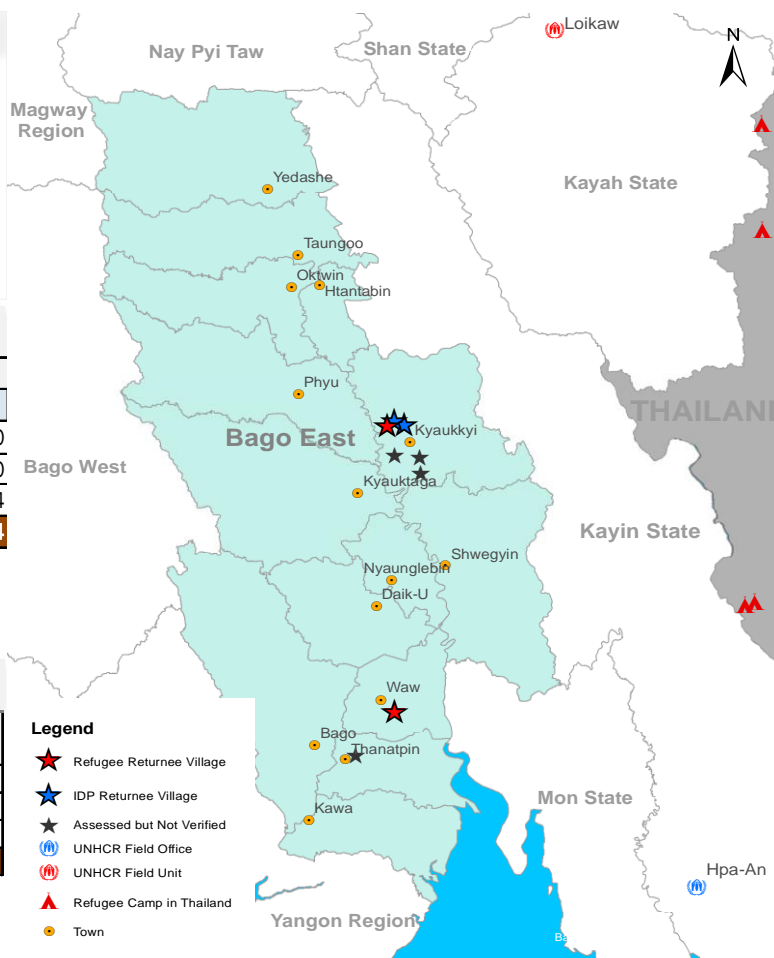 Loikaw
N
Shan State
Nay Pyi Taw
Magway
Region
Yedashe
Kayah State
Taungoo
Oktwin
Htantabin
Phyu
THAILAND
Kyaukkyi
Bago East
Bago West
Kyauktaga
Kayin State
Shwegyin
Nyaunglebin
Daik-U
Waw
Legend
Bago
Thanatpin
Refugee Returnee Village
IDP Returnee Village
Mon State
Kawa
Assessed but Not Verified
UNHCR Field Office
UNHCR Field Unit
Hpa-An
Refugee Camp in Thailand
Yangon Region
Town
Ba